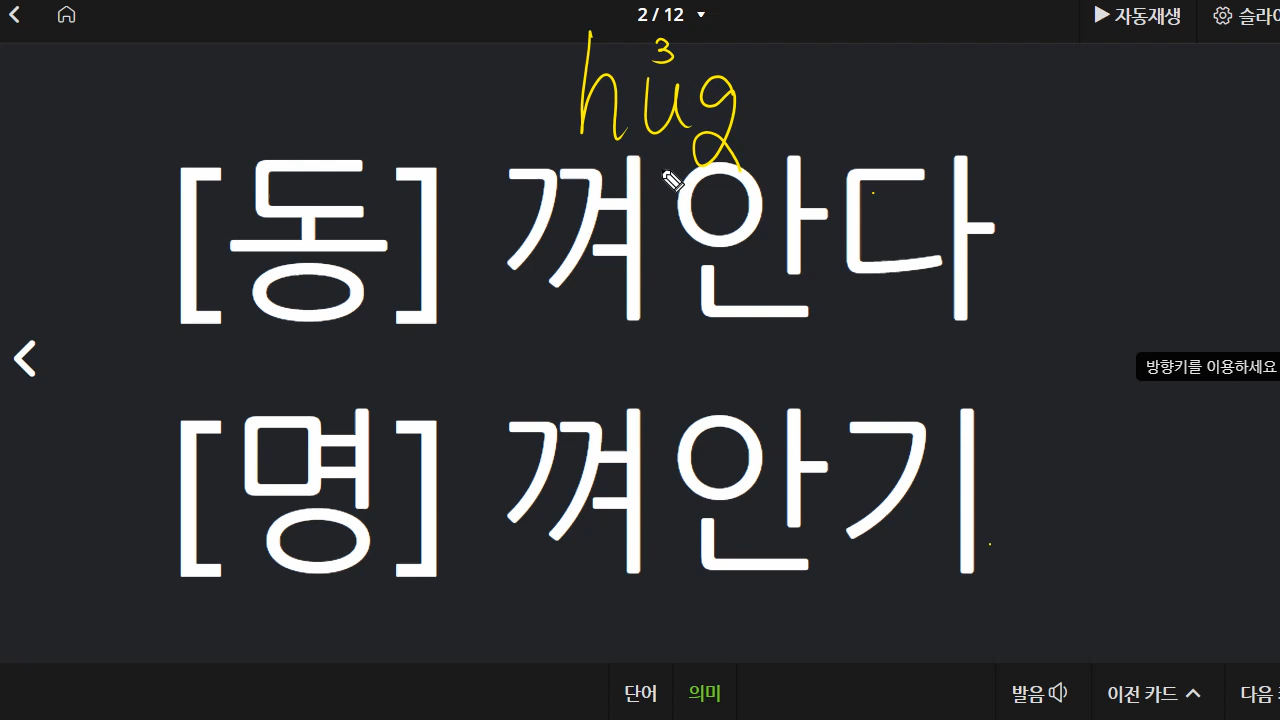 2 / 12
자동재생
hug
3
[동] 껴안다
방향키를 이용하세요
[명] 껴안기
단어
의미
발음
이전 카드
다음